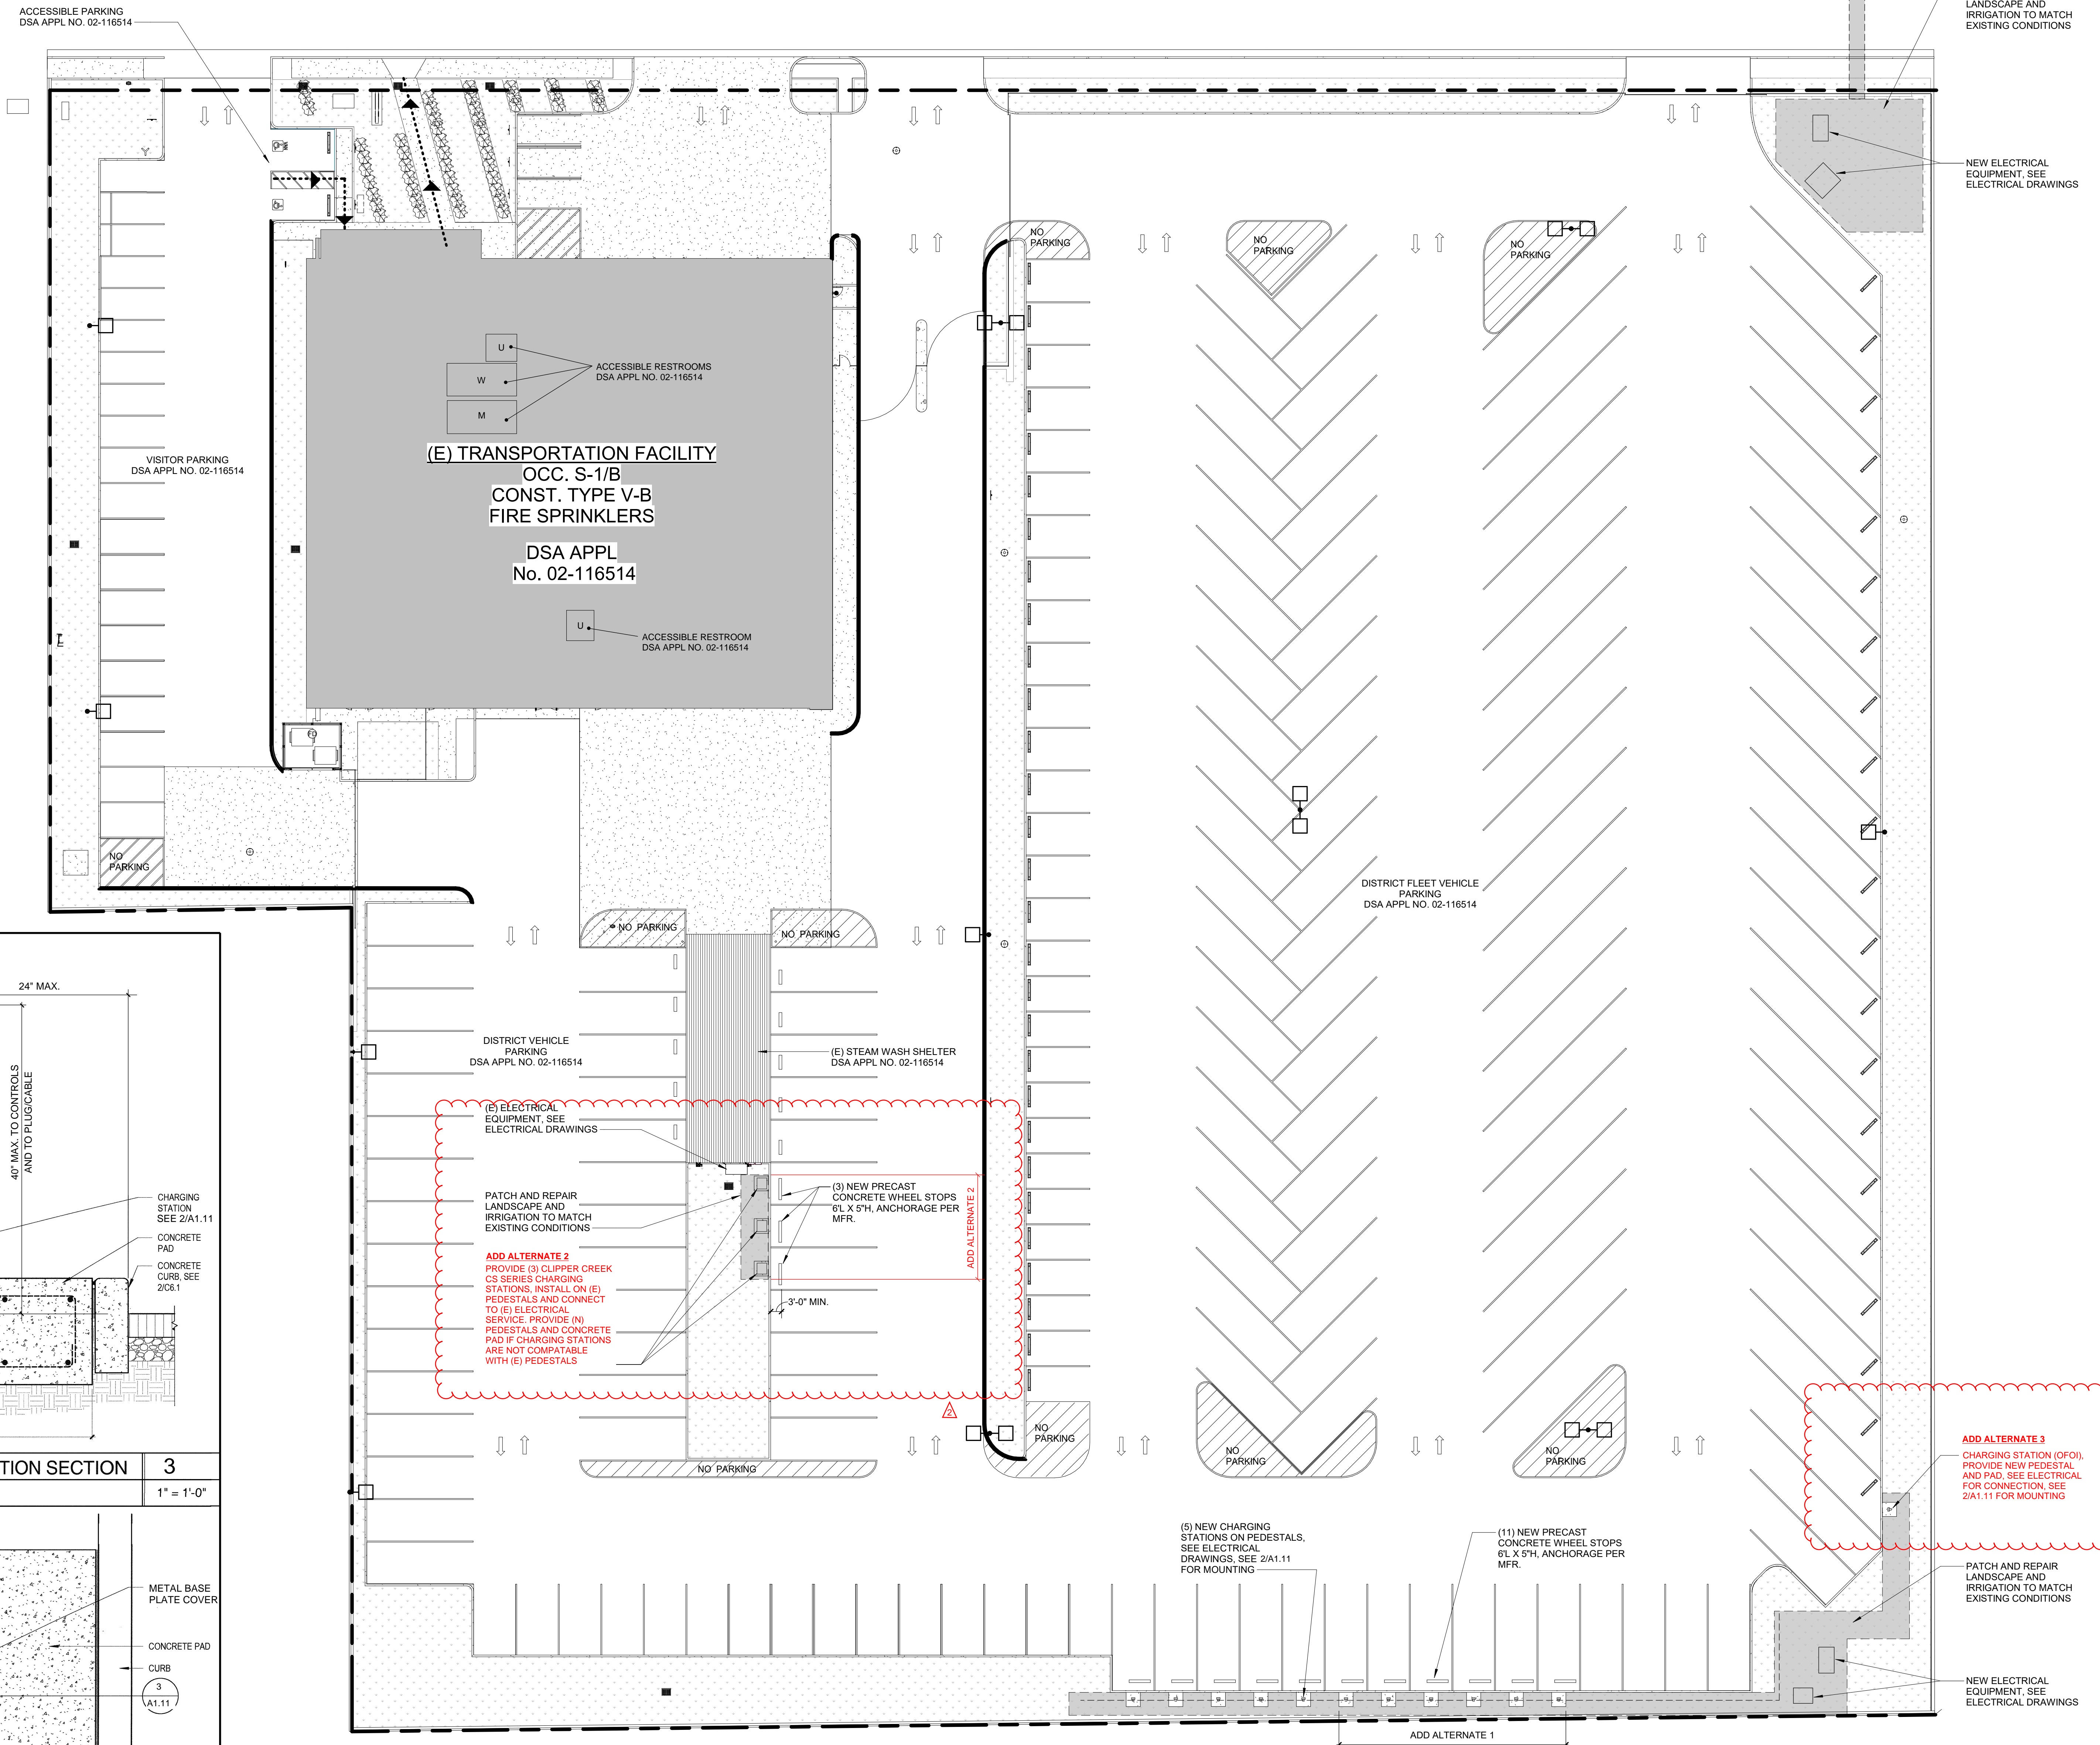 ACCESSIBLE PARKING
DSA APPL NO. 02-116514
LANDSCAPE AND
IRRIGATION TO MATCH
EXISTING CONDITIONS
NEW ELECTRICAL
EQUIPMENT, SEE
ELECTRICAL DRAWINGS
NO
PARKING
NO
PARKING
NO
PARKING
U
W
M
ACCESSIBLE RESTROOMS
DSA APPL NO. 02-116514
VISITOR PARKING
DSA APPL NO. 02-116514
(E) TRANSPORTATION FACILITY
OCC. S-1/B
CONST. TYPE V-B
FIRE SPRINKLERS
DSA APPL
No. 02-116514
U
ACCESSIBLE RESTROOM
DSA APPL NO. 02-116514
NO
PARKING
DISTRICT FLEET VEHICLE
PARKING
DSA APPL NO. 02-116514
NO PARKING
NO PARKING
24" MAX.
40" MAX. TO CONTROLS
AND TO PLUG/CABLE
DISTRICT VEHICLE
PARKING
DSA APPL NO. 02-116514
(E) STEAM WASH SHELTER
DSA APPL NO. 02-116514
(E) ELECTRICAL
EQUIPMENT, SEE
ELECTRICAL DRAWINGS
CHARGING
STATION
SEE 2/A1.11
CONCRETE
PAD
CONCRETE
CURB, SEE
2/C6.1
PATCH AND REPAIR
LANDSCAPE AND
IRRIGATION TO MATCH
EXISTING CONDITIONS
(3) NEW PRECAST
CONCRETE WHEEL STOPS
6'L X 5"H, ANCHORAGE PER
MFR.
ADD ALTERNATE 2
ADD ALTERNATE 2
PROVIDE (3) CLIPPER CREEK
CS SERIES CHARGING
STATIONS, INSTALL ON (E)
PEDESTALS AND CONNECT
TO (E) ELECTRICAL
SERVICE. PROVIDE (N)
PEDESTALS AND CONCRETE
PAD IF CHARGING STATIONS
ARE NOT COMPATABLE
WITH (E) PEDESTALS
3'-0" MIN.
2
NO
PARKING
NO
PARKING
NO
PARKING
NO PARKING
ADD ALTERNATE 3
CHARGING STATION (OFOI),
PROVIDE NEW PEDESTAL
AND PAD, SEE ELECTRICAL
FOR CONNECTION, SEE
2/A1.11 FOR MOUNTING
TION SECTION
3
1" = 1'-0"
(5) NEW CHARGING
STATIONS ON PEDESTALS,
SEE ELECTRICAL
DRAWINGS, SEE 2/A1.11
FOR MOUNTING
(11) NEW PRECAST
CONCRETE WHEEL STOPS
6'L X 5"H, ANCHORAGE PER
MFR.
PATCH AND REPAIR
LANDSCAPE AND
IRRIGATION TO MATCH
EXISTING CONDITIONS
METAL BASE
PLATE COVER
CONCRETE PAD
CURB
3
A1.11
NEW ELECTRICAL
EQUIPMENT, SEE
ELECTRICAL DRAWINGS
ADD ALTERNATE 1